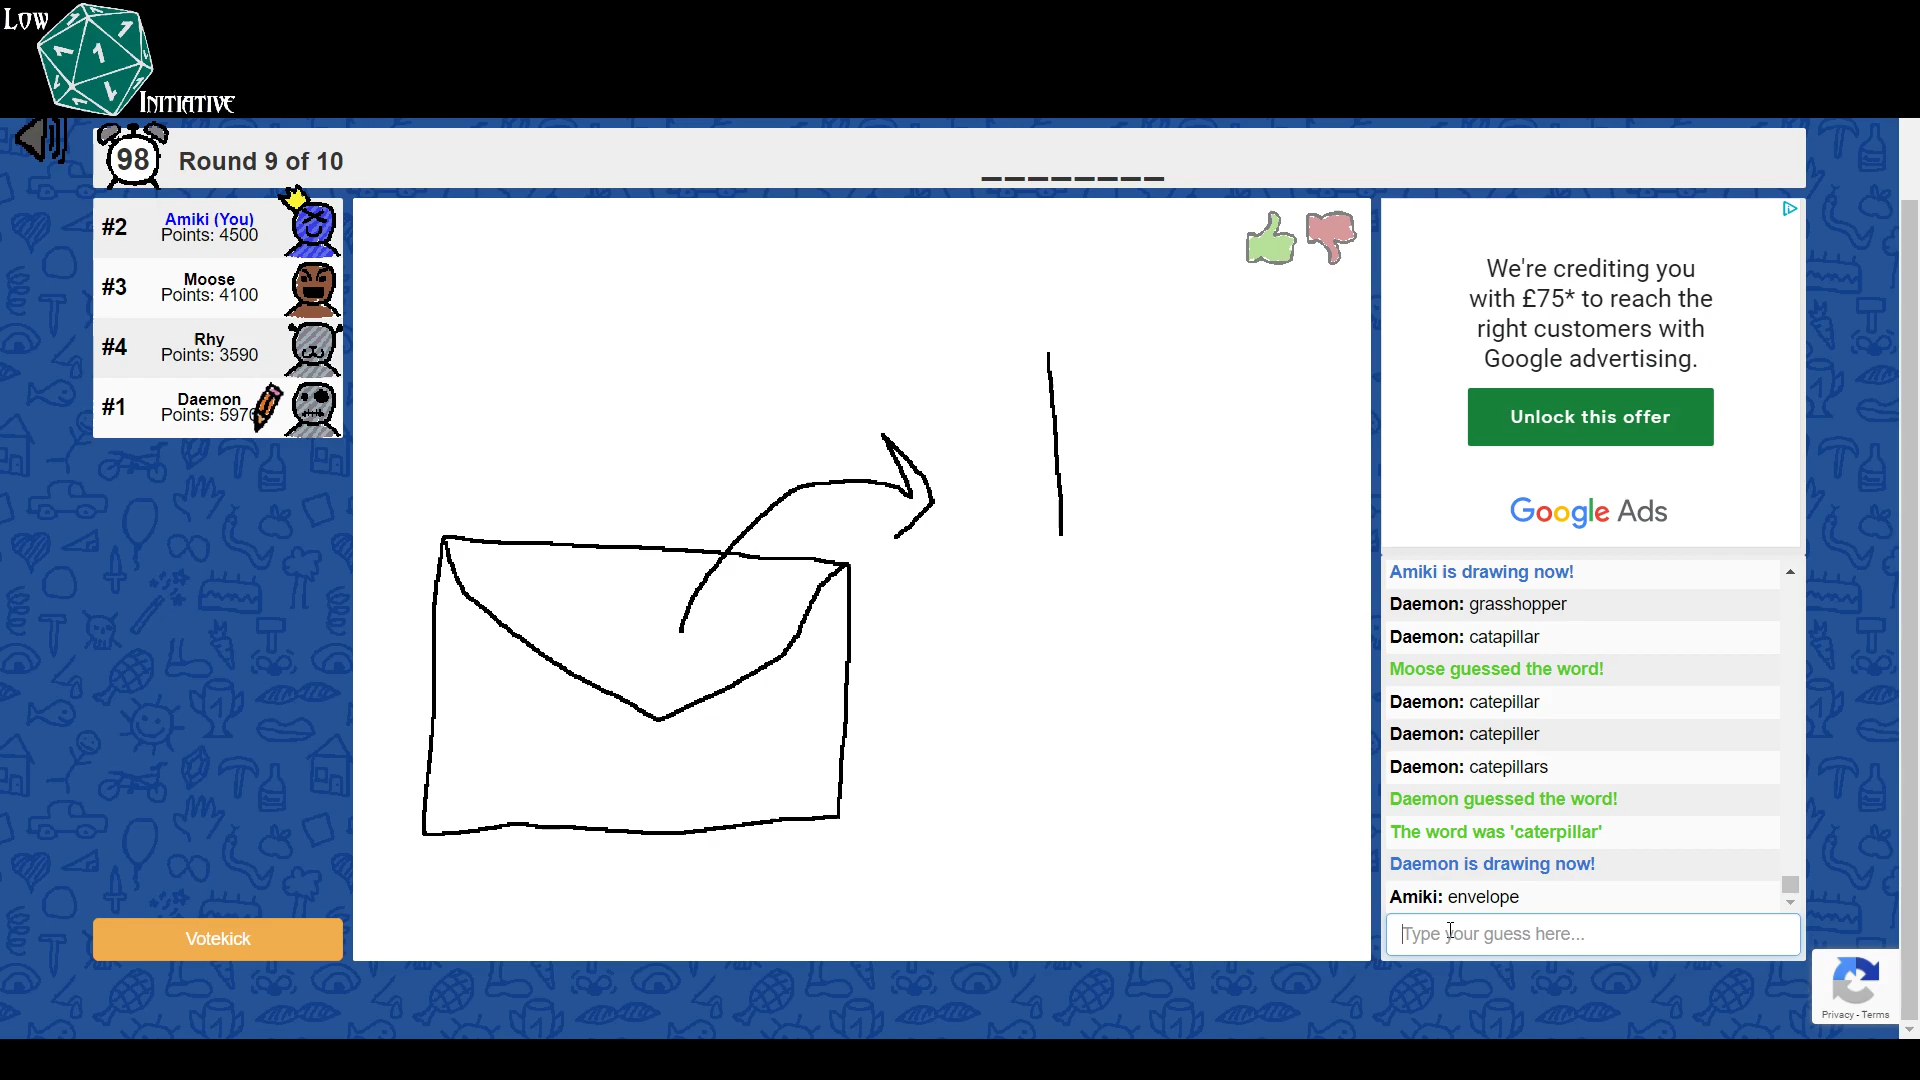 Low
Initiative
98
Round 9 of 10
________
#2
Amiki (You)
Points: 4500
#3
Moose
Points: 4100
#4
Rhy
Points: 3590
#1
Daemon
Points: 5970
Votekick
We're crediting you
with £75* to reach the
right customers with
Google advertising.
Unlock this offer
Google Ads
Amiki is drawing now!
Daemon: grasshopper
Daemon: catapillar
Moose guessed the word!
Daemon: catepillar
Daemon: catepiller
Daemon: catepillars
Daemon guessed the word!
The word was 'caterpillar'
Daemon is drawing now!
Amiki: envelope
Type your guess here...
Privacy - Terms